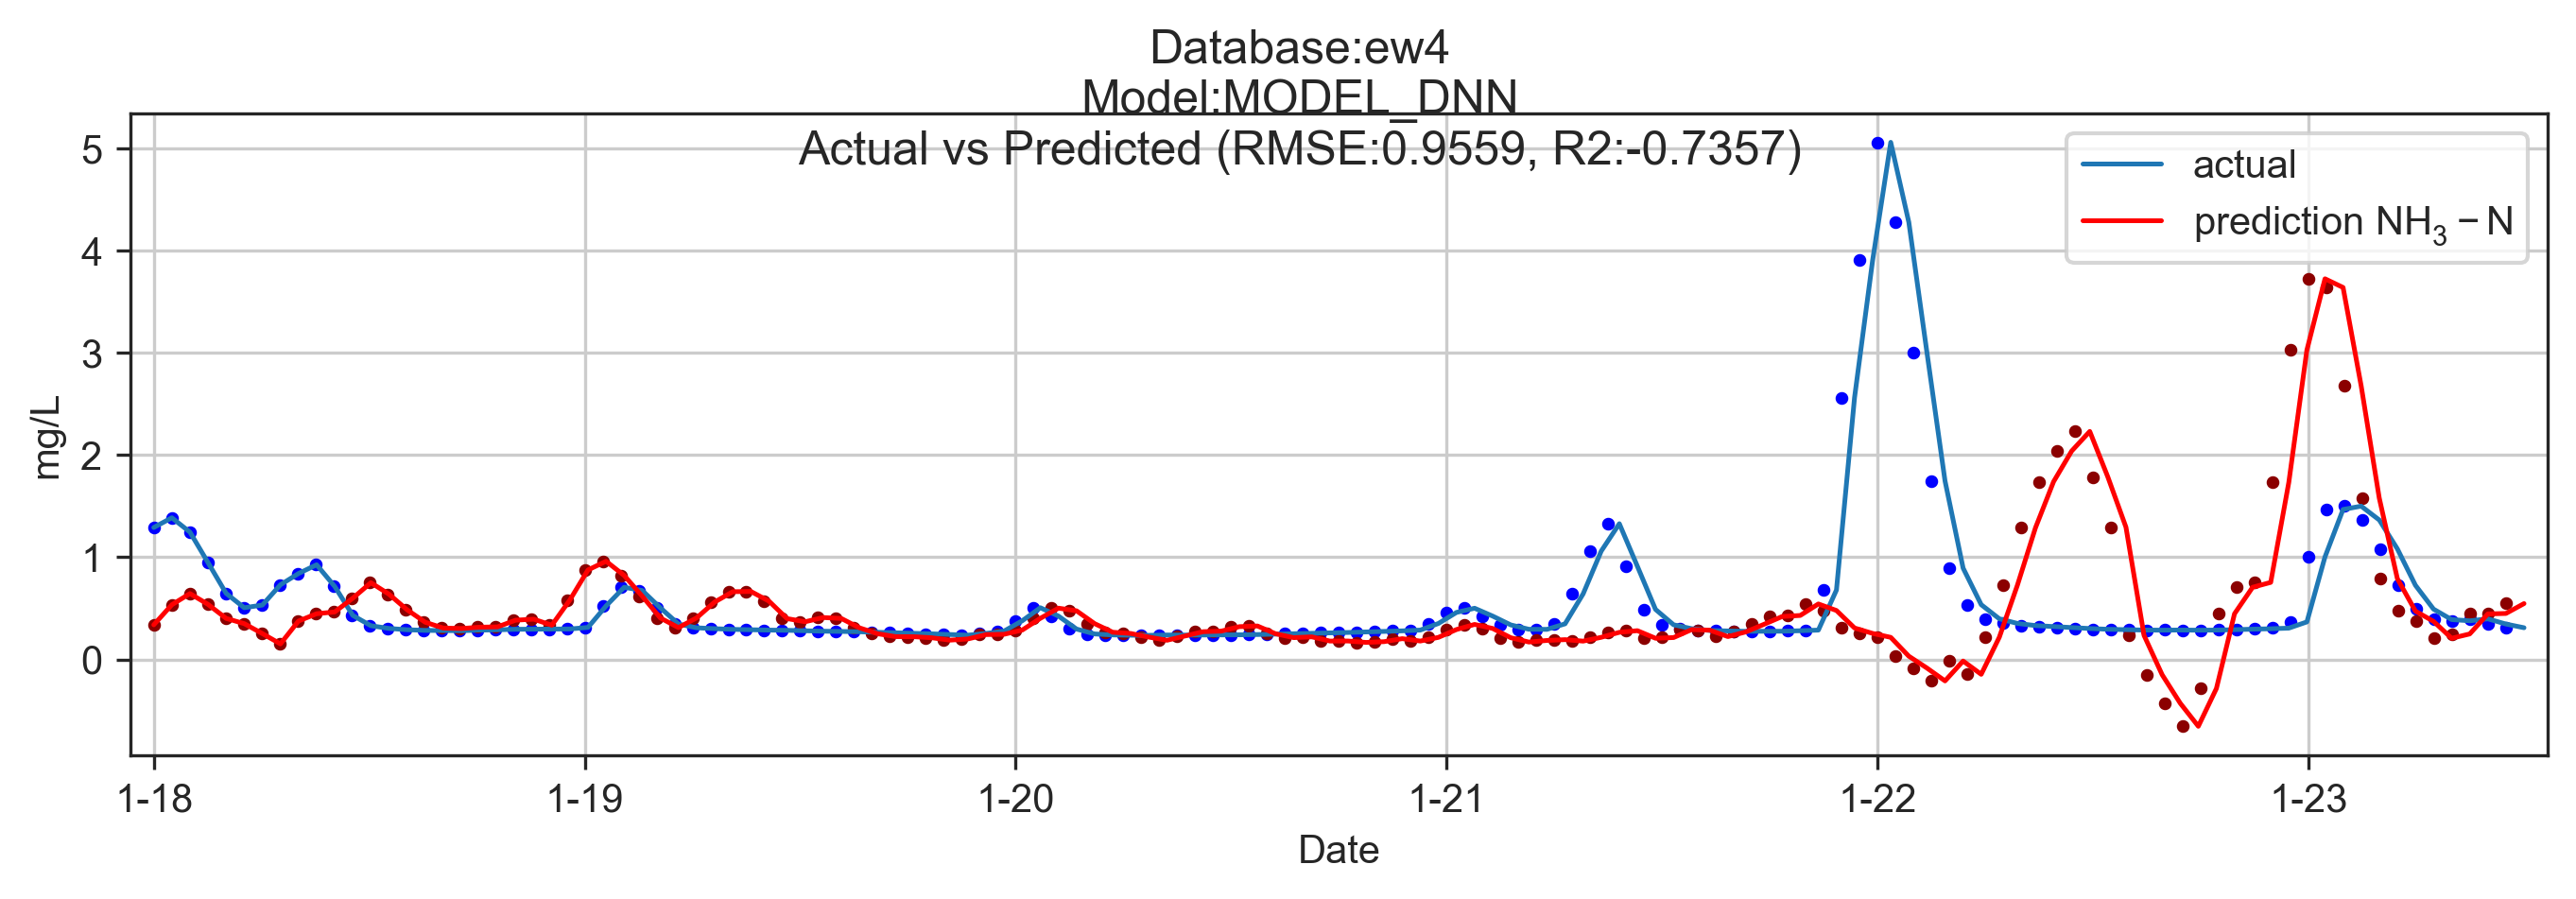 Database:ew4
Model:MODEL_DNN
Actual vs Predicted (RMSE:0.9559, R2:-0.7357)
actual
prediction NH₃ − N
mg/L
5
4
3
2
1
0
1-18 1-19 1-20 1-21 1-22 1-23
Date